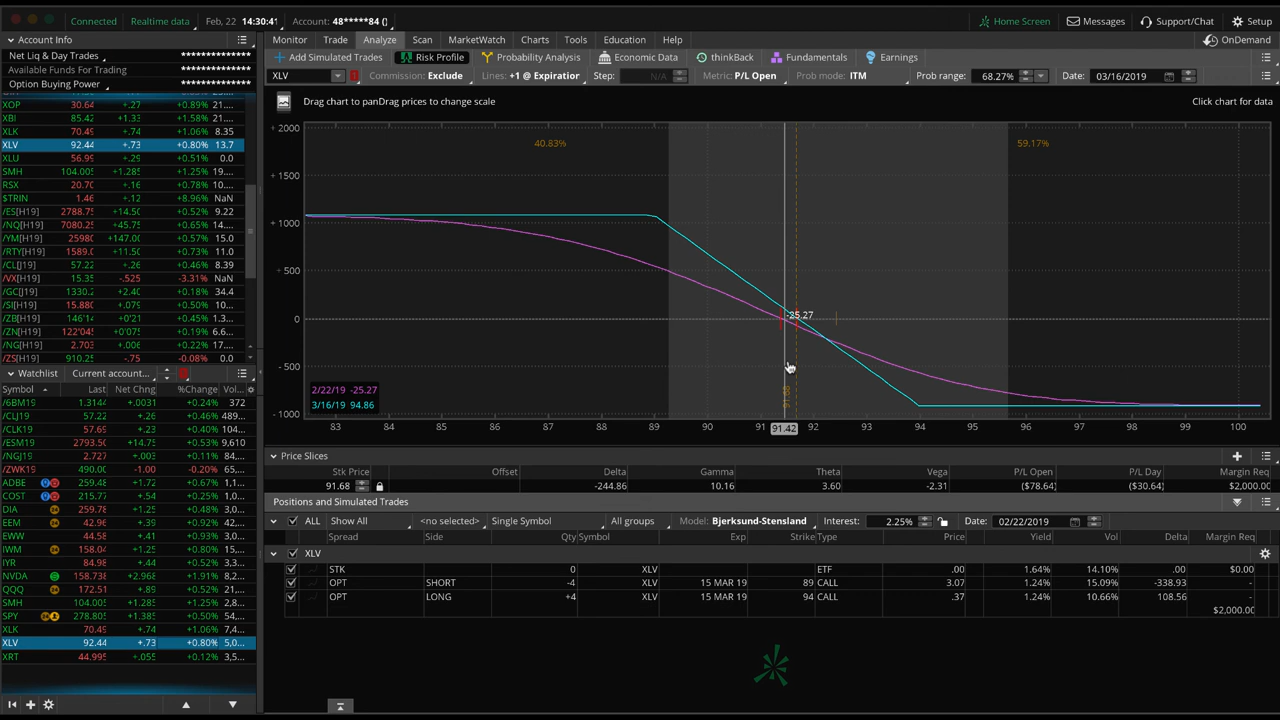 Connected Realtime data Feb, 22 14:30:41 Account: 48*****84 () Home Screen Messages Support/Chat Setup
Account Info
Monitor Trade Analyze Scan MarketWatch Charts Tools Education Help OnDemand
Net Liq & Day Trades **************
Available Funds For Trading **************
Option Buying Power **************
Add Simulated Trades Risk Profile Probability Analysis Economic Data thinkBack Fundamentals Earnings
XLV Commission: Exclude Lines: +1 @ Expiratior Step: N/A Metric: P/L Open Prob mode: ITM Prob range: 68.27% Date: 03/16/2019
Drag chart to panDrag prices to change scale Click chart for data
XOP 30.64 +.27 +0.89% 21....
XBI 85.42 +1.33 +1.58% 21....
XLK 70.49 +.74 +1.06% 8.35
XLV 92.44 +.73 +0.80% 13.7
XLU 56.99 +.29 +0.51% 0.0
SMH 104.005 +1.285 +1.25% 19....
RSX 20.70 +.16 +0.78% 10....
$TRIN 1.46 +.12 +8.96% NaN
/ES[H19] 2788.75 +14.50 +0.52% 9.22
/NQ[H19] 7080.25 +45.75 +0.65% 14....
/YM[H19] 25980 +147.00 +0.57% 15.0
/RTY[H19] 1589.0 +11.50 +0.73% 11.0
/CL[J19] 57.22 +.26 +0.46% 8.39
/VX[H19] 15.35 -.525 -3.31% NaN
/GC[J19] 1330.2 +2.40 +0.18% 34.4
/SI[H19] 15.880 +.079 +0.50% 10....
/ZB[H19] 146'14 +0'21 +0.45% 12....
/ZN[H19] 122'045 +0'075 +0.19% 6.6...
/NG[H19] 2.703 +.006 +0.22% 17....
/ZS[H19] 910.25 -.75 -0.08% 0.0
+2000
+1500
+1000
+500
0
-500
-1000
40.83% 59.17%
-25.27
91.68
2/22/19 -25.27
3/16/19 94.86
83 84 85 86 87 88 89 90 91 91.42 92 93 94 95 96 97 98 99 100
Watchlist Current account...
Symbol Last Net Chng %Change Vol...
/6BM19 1.3144 +.0031 +0.24% 372
/CLJ19 57.22 +.26 +0.46% 489...
/CLK19 57.69 +.27 +0.47% 104...
/ESM19 2793.50 +14.75 +0.53% 9,610
/NGJ19 2.727 +.003 +0.11% 29,...
/ZWK19 490.00 -1.00 -0.20% 65,...
ADBE 259.48 +1.72 +0.67% 1,1...
COST 215.77 +.54 +0.25% 1,0...
DIA 259.78 +1.25 +0.48% 2,5...
EEM 42.96 +.39 +0.92% 42,...
EWW 44.58 +.41 +0.93% 0,5...
IWM 158.04 +1.25 +0.80% 15,...
IYR 84.98 +.44 +0.52% 3,3...
NVDA 158.738 +2.968 +1.91% 8,2...
QQQ 172.51 +.89 +0.52% 21,...
SMH 104.005 +1.285 +1.25% 2,8...
SPY 278.805 +1.385 +0.50% 54,...
XLK 70.49 +.74 +1.06% 7,4...
XLV 92.44 +.73 +0.80% 5,0...
XRT 44.995 +.055 +0.12% 3,5...
Price Slices
Stk Price Offset Delta Gamma Theta Vega P/L Open P/L Day Margin Req
91.68 -244.86 10.16 3.60 -2.31 ($78.64) ($30.64) $2,000.00
Positions and Simulated Trades
ALL Show All <no selected> Single Symbol All groups Model: Bjerksund-Stensland Interest: 2.25% Date: 02/22/2019
Spread Side Qty Symbol Exp Strike Type Price Yield Vol Delta Margin Req
XLV
STK 0 XLV ETF .00 1.64% 14.10% .00 $0.00
OPT SHORT -4 XLV 15 MAR 19 89 CALL 3.07 1.24% 15.09% -338.93 -
OPT LONG +4 XLV 15 MAR 19 94 CALL .37 1.24% 10.66% 108.56 -
$2,000.00